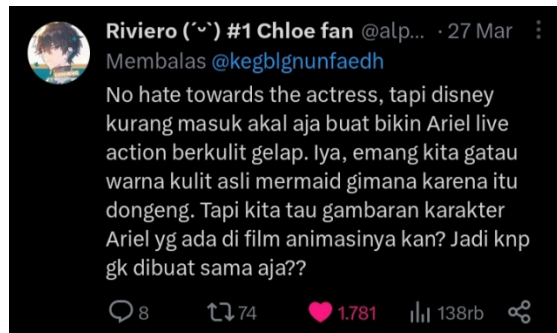 Riviero (´ᵕ`) #1 Chloe fan @alp... · 27 Mar
Membalas @kegblgnunfaedh
No hate towards the actress, tapi disney
kurang masuk akal aja buat bikin Ariel live
action berkulit gelap. Iya, emang kita gatau
warna kulit asli mermaid gimana karena itu
dongeng. Tapi kita tau gambaran karakter
Ariel yg ada di film animasinya kan? Jadi knp
gk dibuat sama aja??
8 74 1.781 138rb